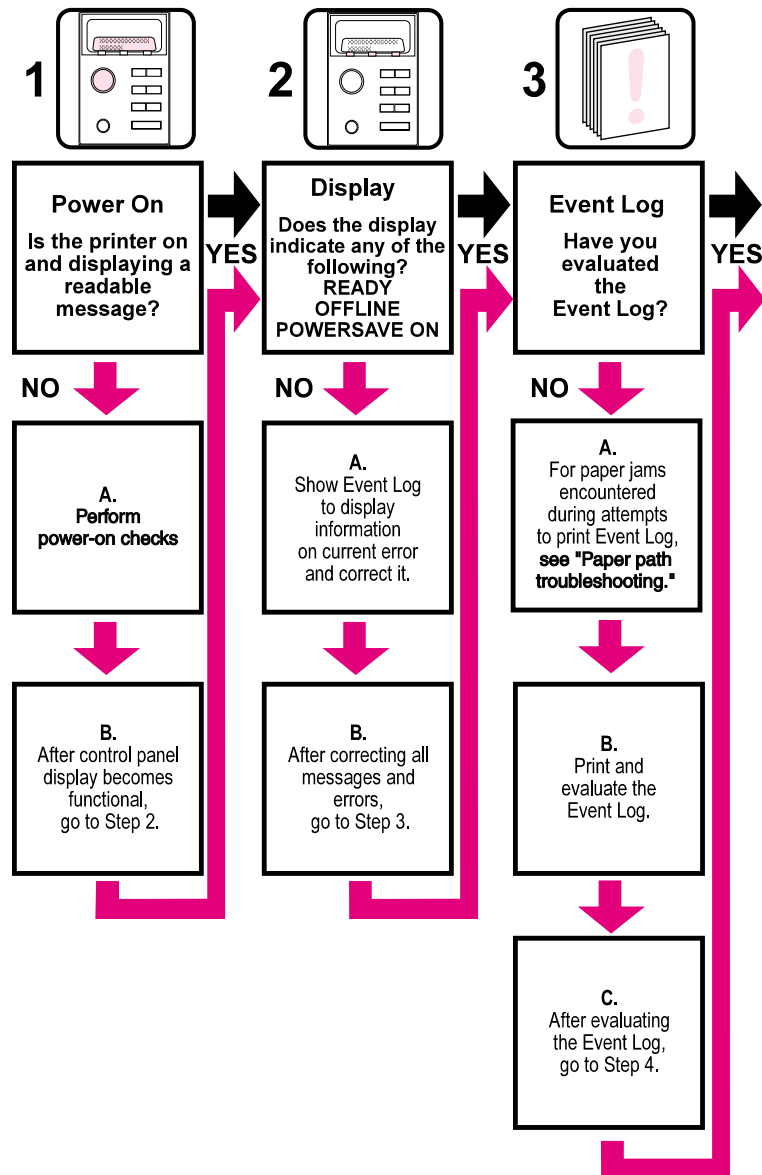 1
Power On
Is the printer on
and displaying a
readable
message?
YES
NO
A.
Perform
power-on checks
B.
After control panel
display becomes
functional,
go to Step 2.
2
Display
Does the display
indicate any of the
following?
READY
OFFLINE
POWERSAVE ON
YES
NO
A.
Show Event Log
to display
information
on current error
and correct it.
B.
After correcting all
messages and
errors,
go to Step 3.
3
!
Event Log
Have you
evaluated
the
Event Log?
YES
NO
A.
For paper jams
encountered
during attempts
to print Event Log,
see "Paper path
troubleshooting."
B.
Print and
evaluate the
Event Log.
C.
After evaluating
the Event Log,
go to Step 4.